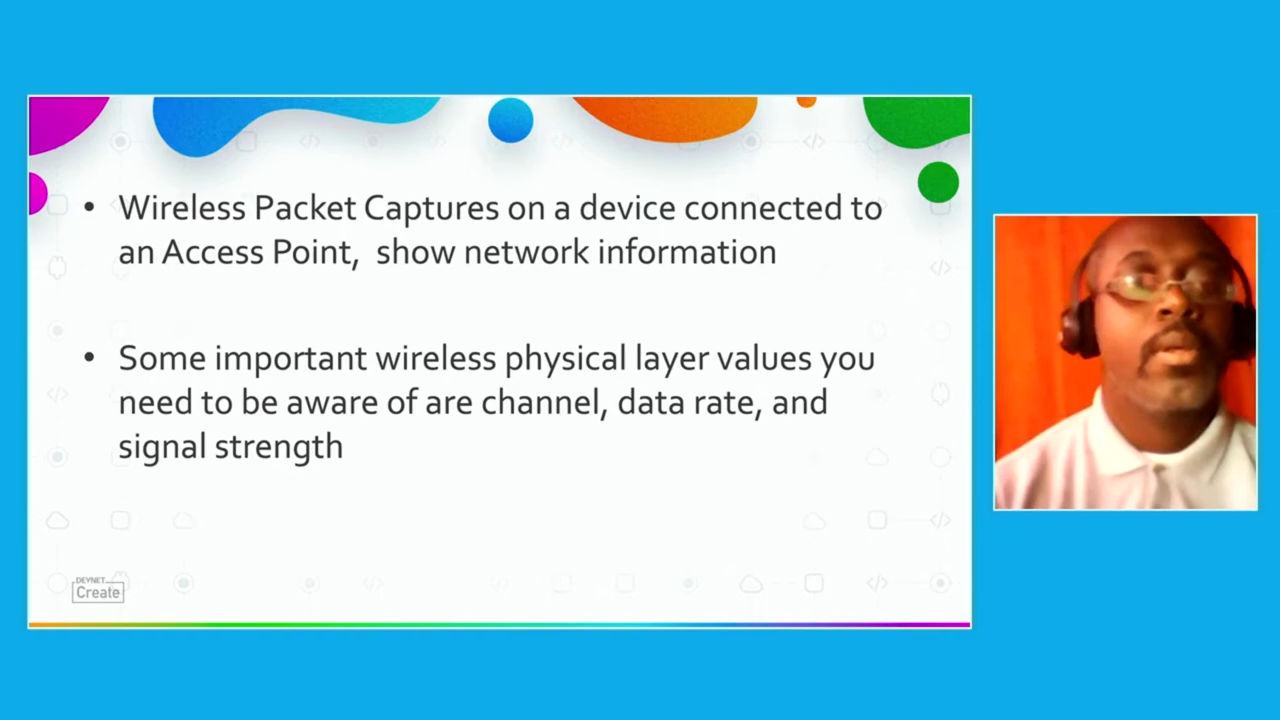 • Wireless Packet Captures on a device connected to
an Access Point,  show network information
• Some important wireless physical layer values you
need to be aware of are channel, data rate, and
signal strength
DEVNET
Create